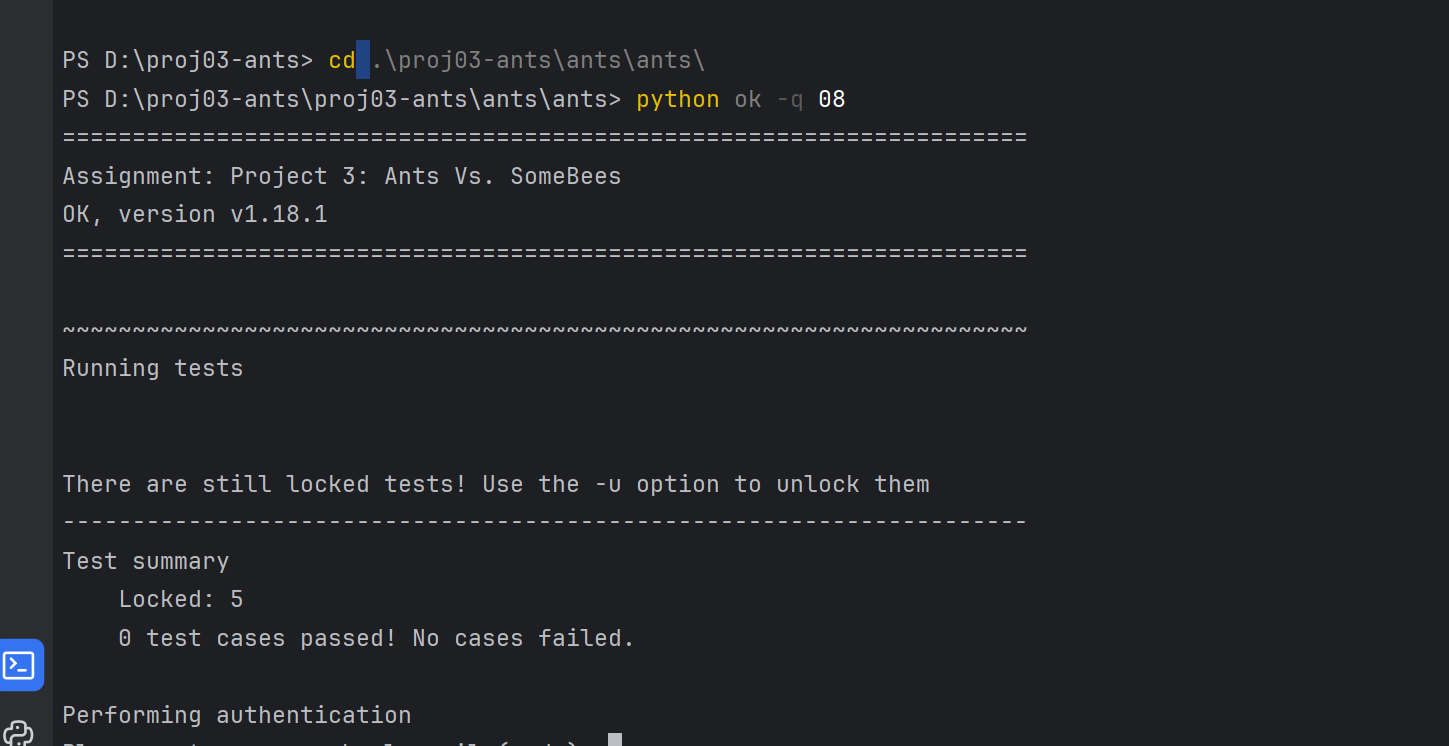 PS D:\proj03-ants> cd .\proj03-ants\ants\ants\
PS D:\proj03-ants\proj03-ants\ants\ants> python ok -q 08
=====================================================================
Assignment: Project 3: Ants Vs. SomeBees
OK, version v1.18.1
=====================================================================
~~~~~~~~~~~~~~~~~~~~~~~~~~~~~~~~~~~~~~~~~~~~~~~~~~~~~~~~~~~~~~~~~~~~~
Running tests
There are still locked tests! Use the -u option to unlock them
---------------------------------------------------------------------
Test summary
    Locked: 5
    0 test cases passed! No cases failed.
Performing authentication